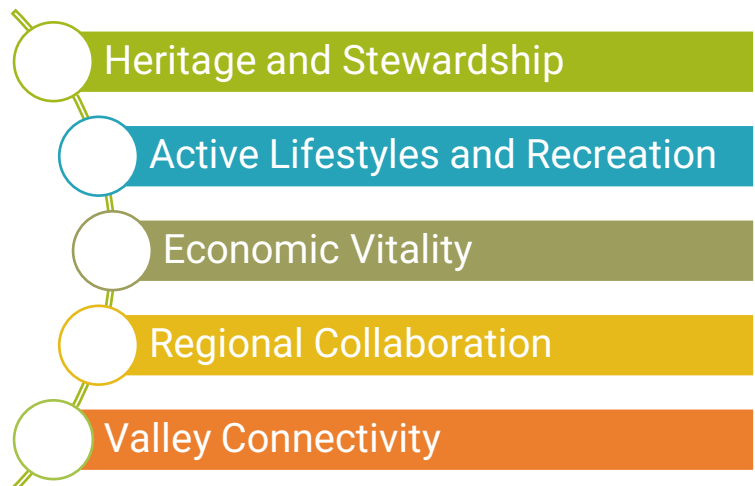 Heritage and Stewardship
Active Lifestyles and Recreation
Economic Vitality
Regional Collaboration
Valley Connectivity